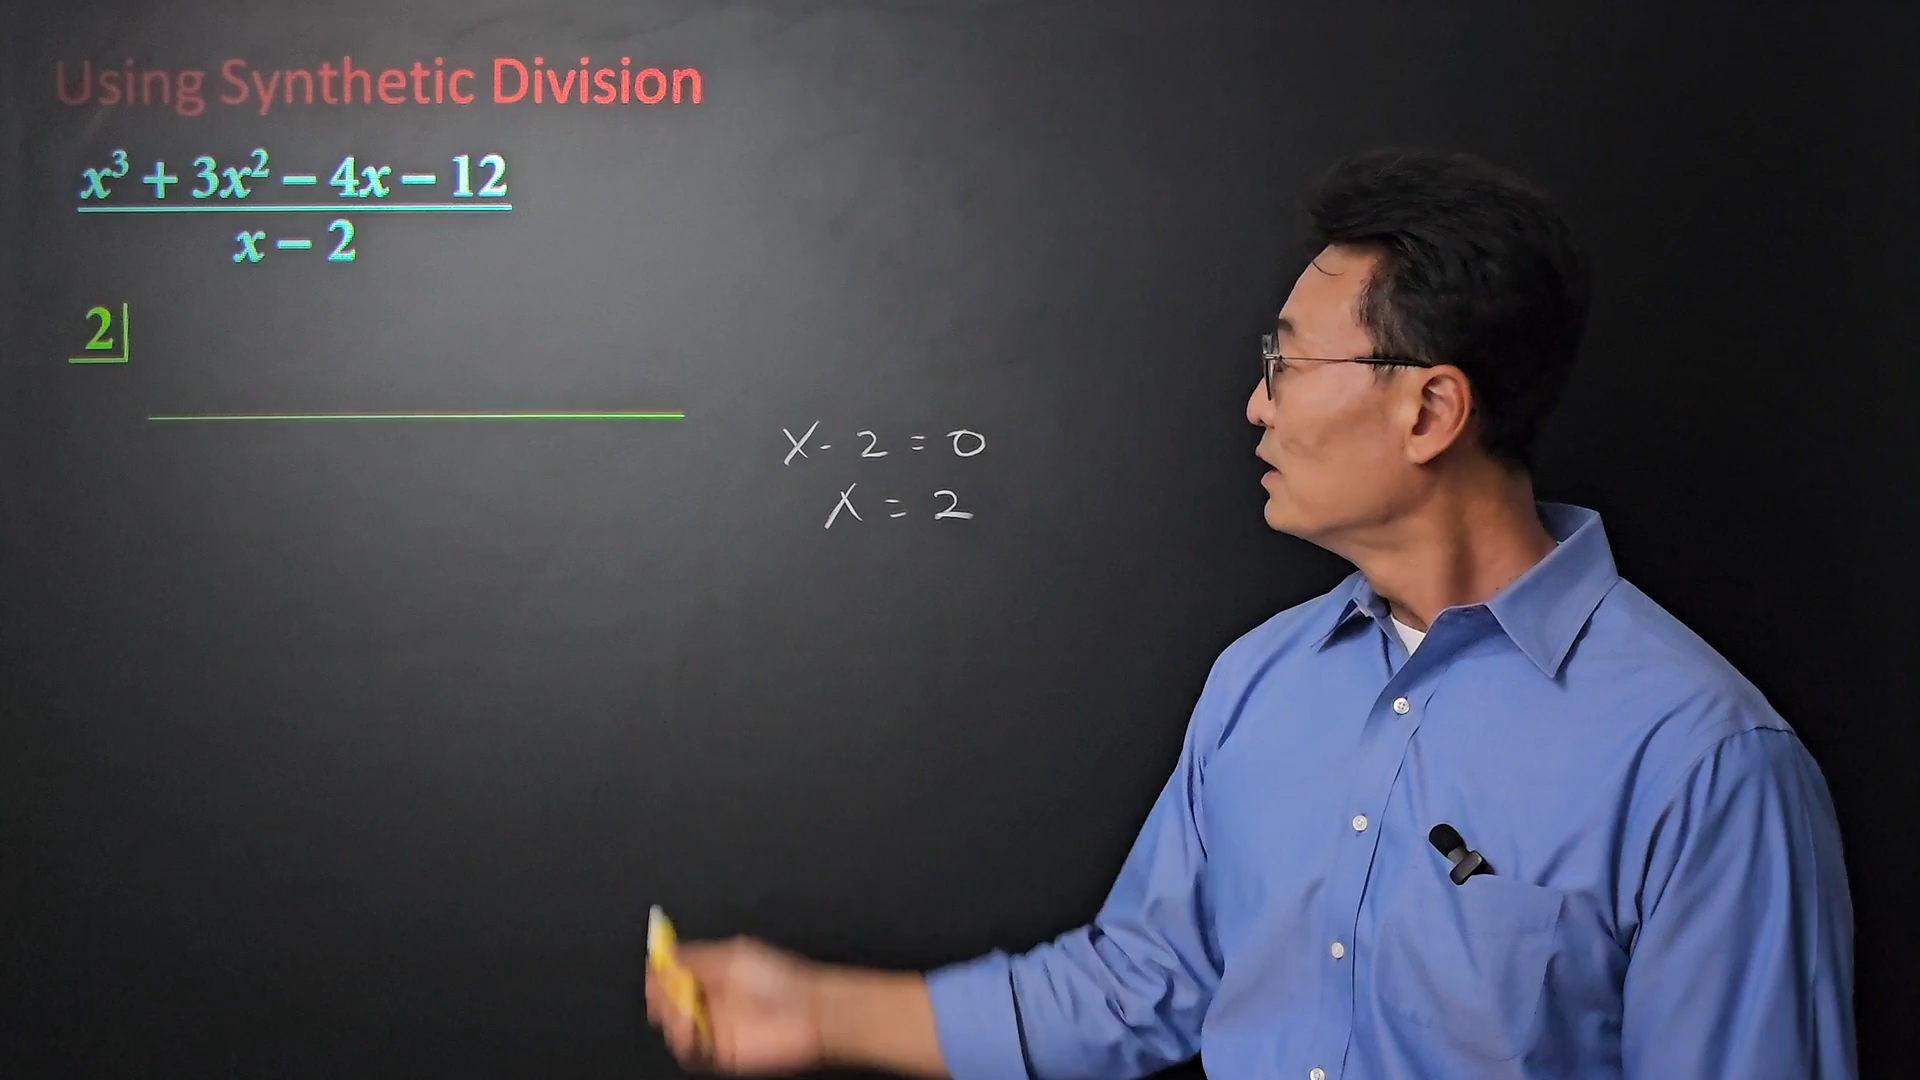 Using Synthetic Division
x³ + 3x² − 4x − 12
x − 2
2
x - 2 = 0
x = 2